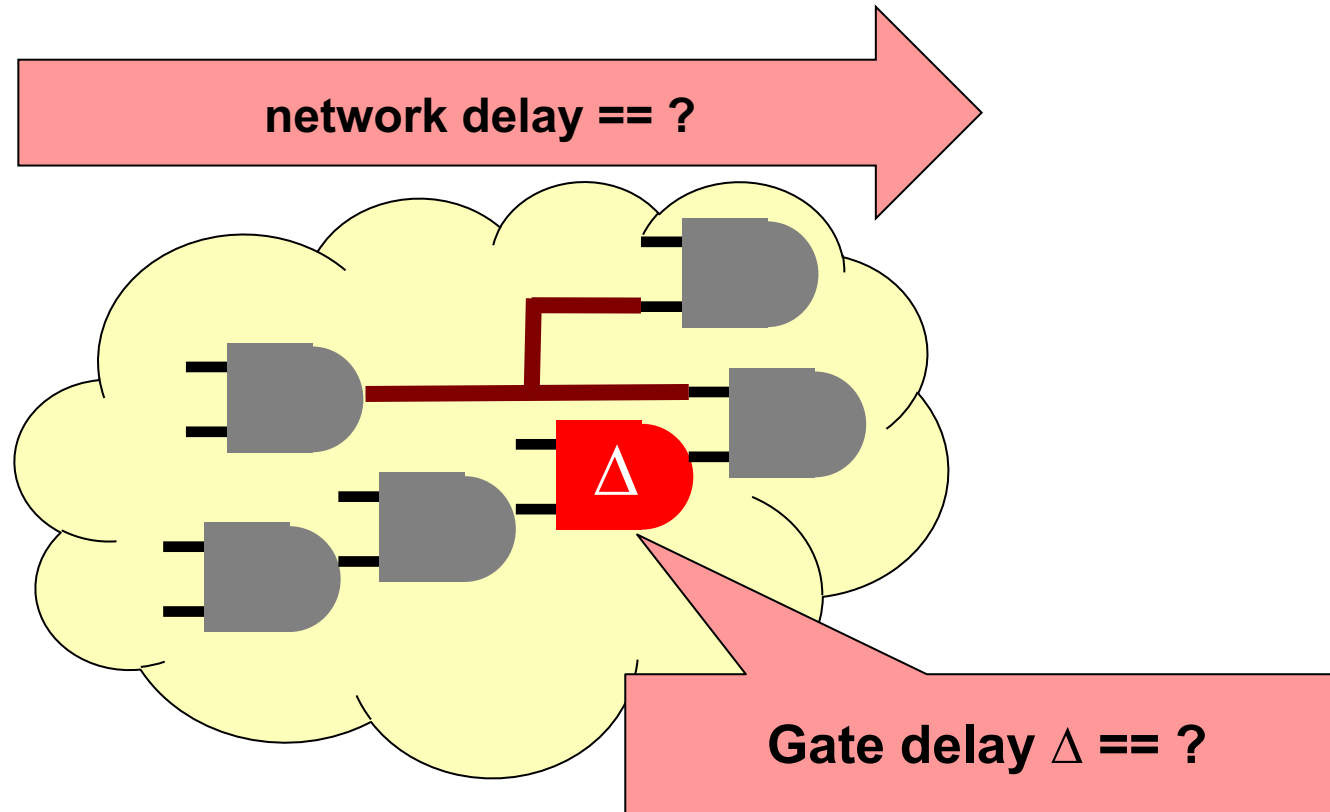 network delay == ?
Δ
Gate delay Δ == ?